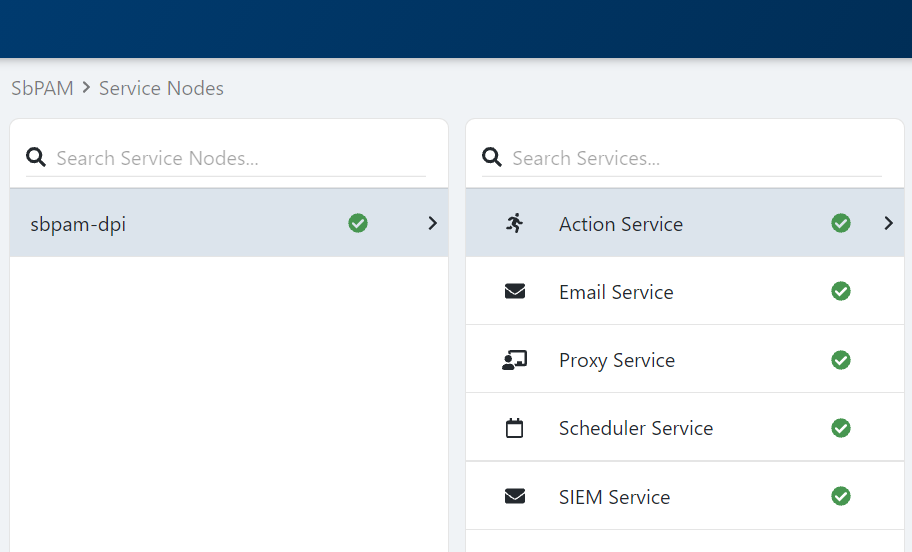 SbPAM > Service Nodes
Search Service Nodes...
sbpam-dpi
Search Services...
Action Service
Email Service
Proxy Service
Scheduler Service
SIEM Service